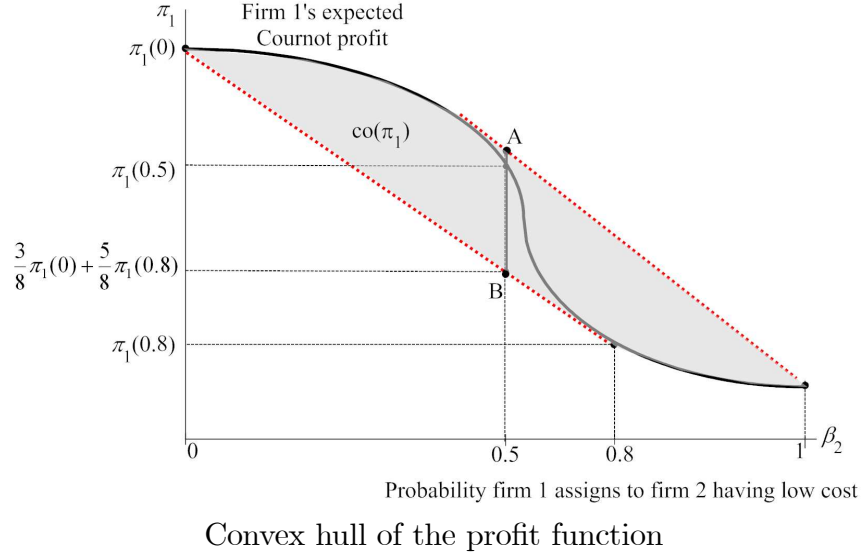 π₁
Firm 1's expected
Cournot profit
π₁(0)
co(π₁)
A
π₁(0.5)
3/8 π₁(0) + 5/8 π₁(0.8)
B
π₁(0.8)
0
0.5
0.8
1
β₂
Probability firm 1 assigns to firm 2 having low cost
Convex hull of the profit function